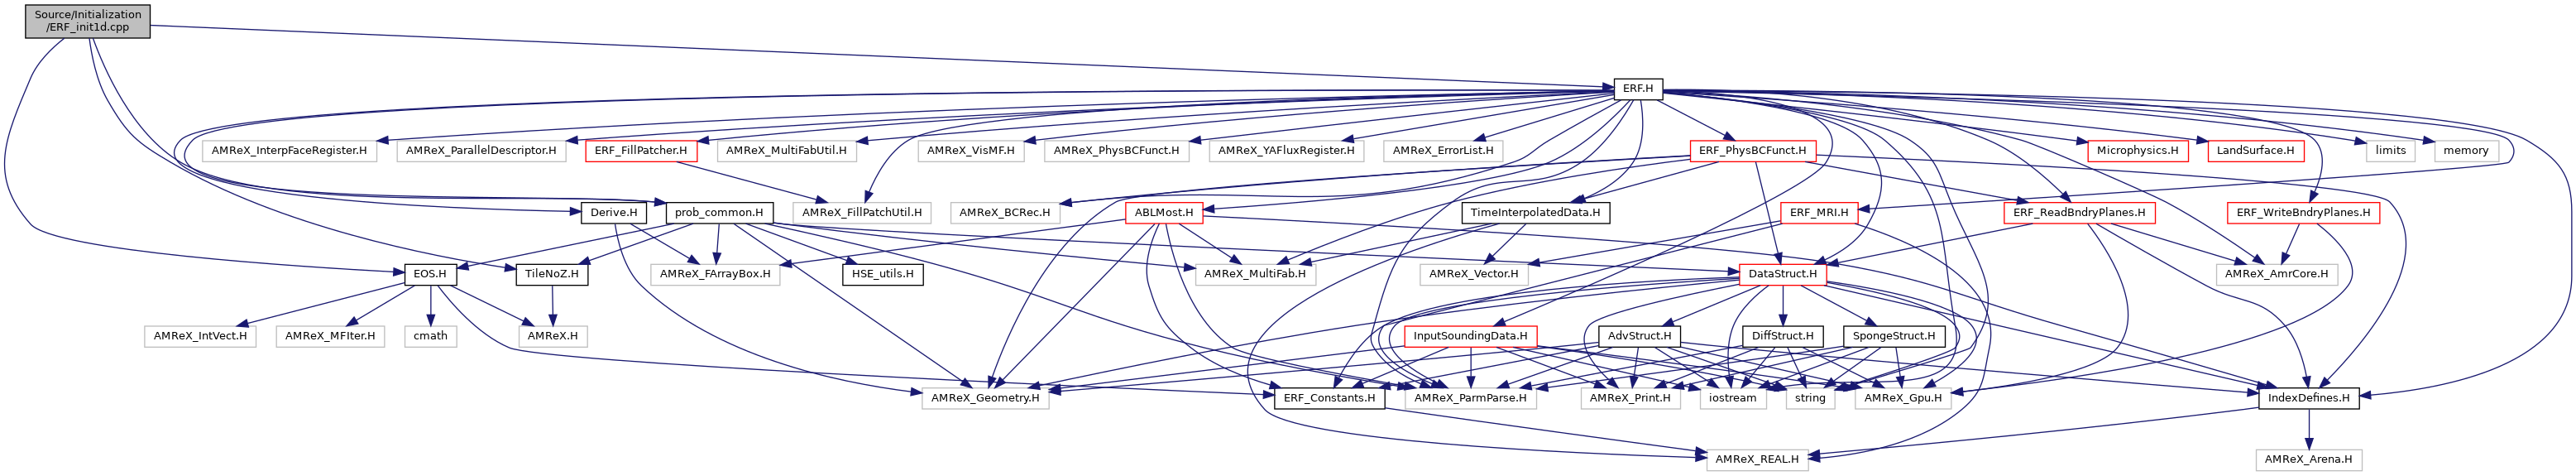 Source/Initialization
/ERF_init1d.cpp
ERF.H
AMReX_InterpFaceRegister.H
AMReX_ParallelDescriptor.H
ERF_FillPatcher.H
AMReX_MultiFabUtil.H
AMReX_VisMF.H
AMReX_PhysBCFunct.H
AMReX_YAFluxRegister.H
AMReX_ErrorList.H
ERF_PhysBCFunct.H
Microphysics.H
LandSurface.H
limits
memory
Derive.H
prob_common.H
AMReX_FillPatchUtil.H
AMReX_BCRec.H
ABLMost.H
TimeInterpolatedData.H
ERF_MRI.H
ERF_ReadBndryPlanes.H
ERF_WriteBndryPlanes.H
EOS.H
TileNoZ.H
AMReX_FArrayBox.H
HSE_utils.H
AMReX_MultiFab.H
AMReX_Vector.H
DataStruct.H
AMReX_AmrCore.H
AMReX_IntVect.H
AMReX_MFIter.H
cmath
AMReX.H
InputSoundingData.H
AdvStruct.H
DiffStruct.H
SpongeStruct.H
AMReX_Geometry.H
ERF_Constants.H
AMReX_ParmParse.H
AMReX_Print.H
iostream
string
AMReX_Gpu.H
IndexDefines.H
AMReX_REAL.H
AMReX_Arena.H